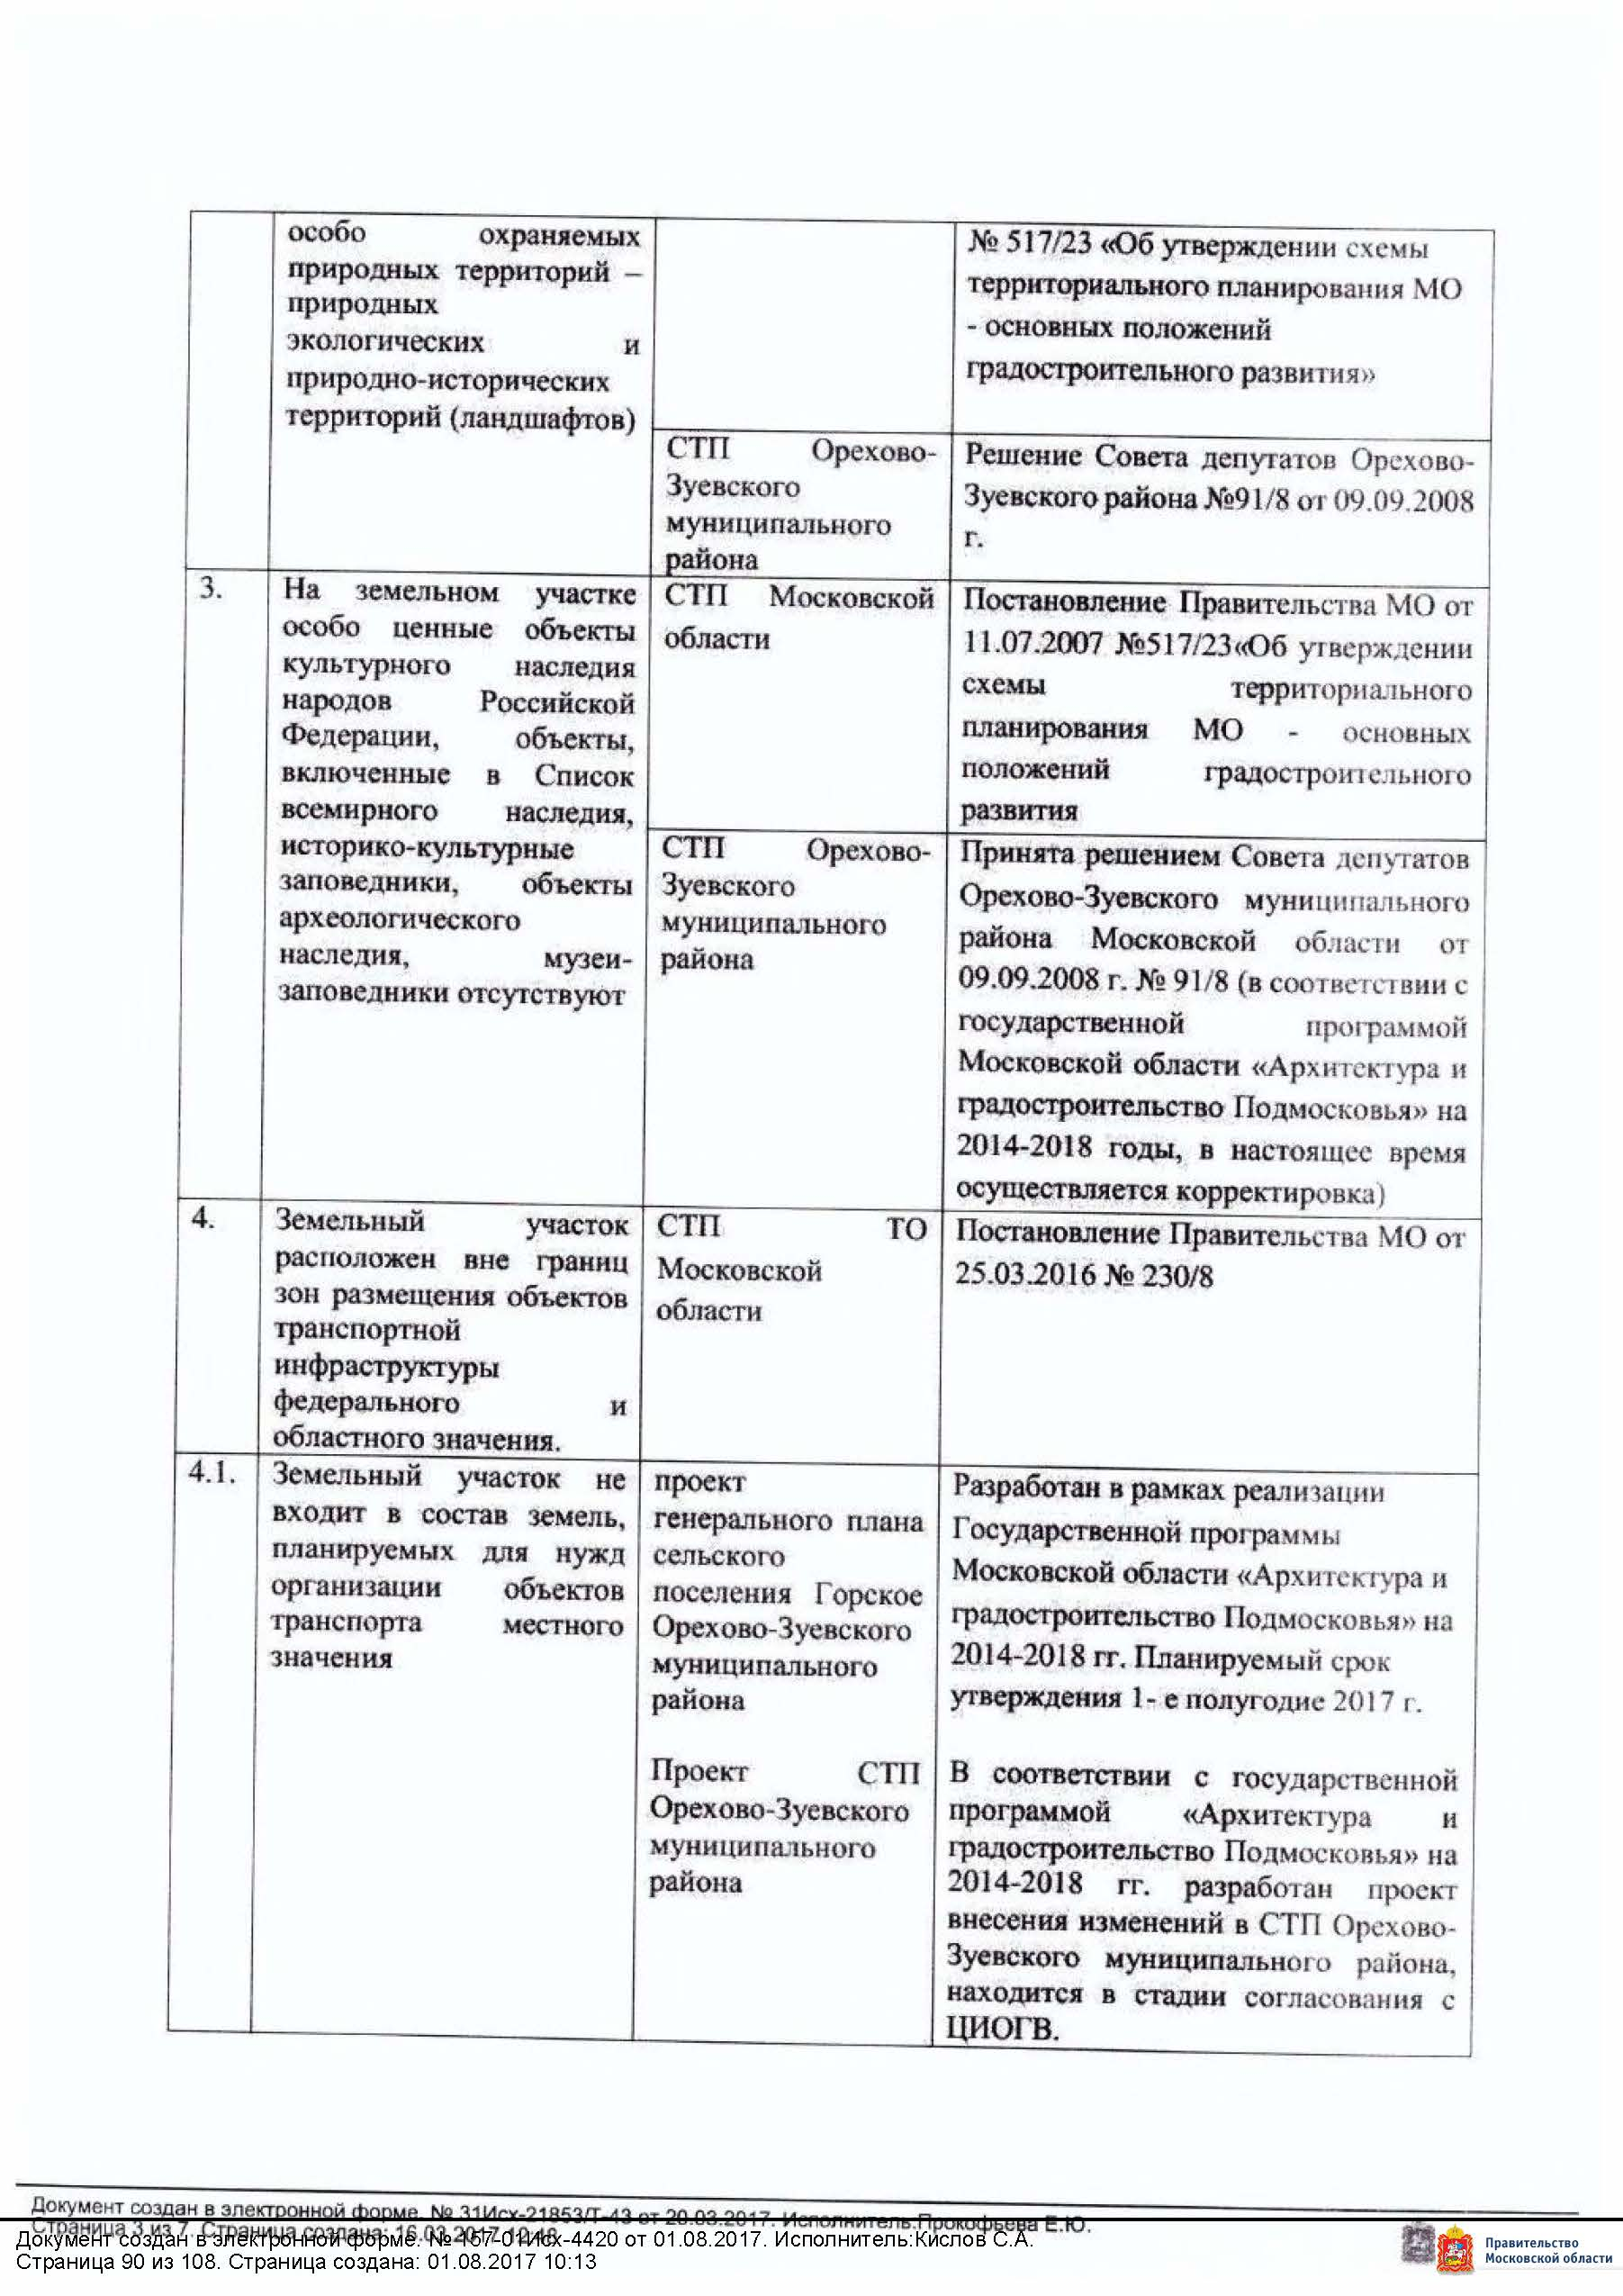 особо охраняемых
природных территорий –
природных
экологических и
природно-исторических
территорий (ландшафтов)
№ 517/23 «Об утверждении схемы
территориального планирования МО
- основных положений
градостроительного развития»
СТП Орехово-
Зуевского
муниципального
района
Решение Совета депутатов Орехово-
Зуевского района №91/8 от 09.09.2008
г.
3.
На земельном участке
особо ценные объекты
культурного наследия
народов Российской
Федерации, объекты,
включенные в Список
всемирного наследия,
историко-культурные
заповедники, объекты
археологического
наследия, музеи-
заповедники отсутствуют
СТП Московской
области
Постановление Правительства МО от
11.07.2007 №517/23«Об утверждении
схемы территориального
планирования МО - основных
положений градостроительного
развития
СТП Орехово-
Зуевского
муниципального
района
Принята решением Совета депутатов
Орехово-Зуевского муниципального
района Московской области от
09.09.2008 г. № 91/8 (в соответствии с
государственной программой
Московской области «Архитектура и
градостроительство Подмосковья» на
2014-2018 годы, в настоящее время
осуществляется корректировка)
4.
Земельный участок
расположен вне границ
зон размещения объектов
транспортной
инфраструктуры
федерального и
областного значения.
СТП ТО
Московской
области
Постановление Правительства МО от
25.03.2016 № 230/8
4.1.
Земельный участок не
входит в состав земель,
планируемых для нужд
организации объектов
транспорта местного
значения
проект
генерального плана
сельского
поселения Горское
Орехово-Зуевского
муниципального
района
Разработан в рамках реализации
Государственной программы
Московской области «Архитектура и
градостроительство Подмосковья» на
2014-2018 гг. Планируемый срок
утверждения 1- е полугодие 2017 г.
Проект СТП
Орехово-Зуевского
муниципального
района
В соответствии с государственной
программой «Архитектура и
градостроительство Подмосковья» на
2014-2018 гг. разработан проект
внесения изменений в СТП Орехово-
Зуевского муниципального района,
находится в стадии согласования с
ЦИОГВ.
Документ создан в электронной форме. № 31Исх-21853/Т-43 от 20.03.2017. Исполнитель:Прокофьева Е.Ю.
Страница 3 из 7. Страница создана: 16.03.2017
Документ создан в электронной форме. № 157-01Исх-4420 от 01.08.2017. Исполнитель:Кислов С.А.
Страница 90 из 108. Страница создана: 01.08.2017 10:13
Правительство
Московской области